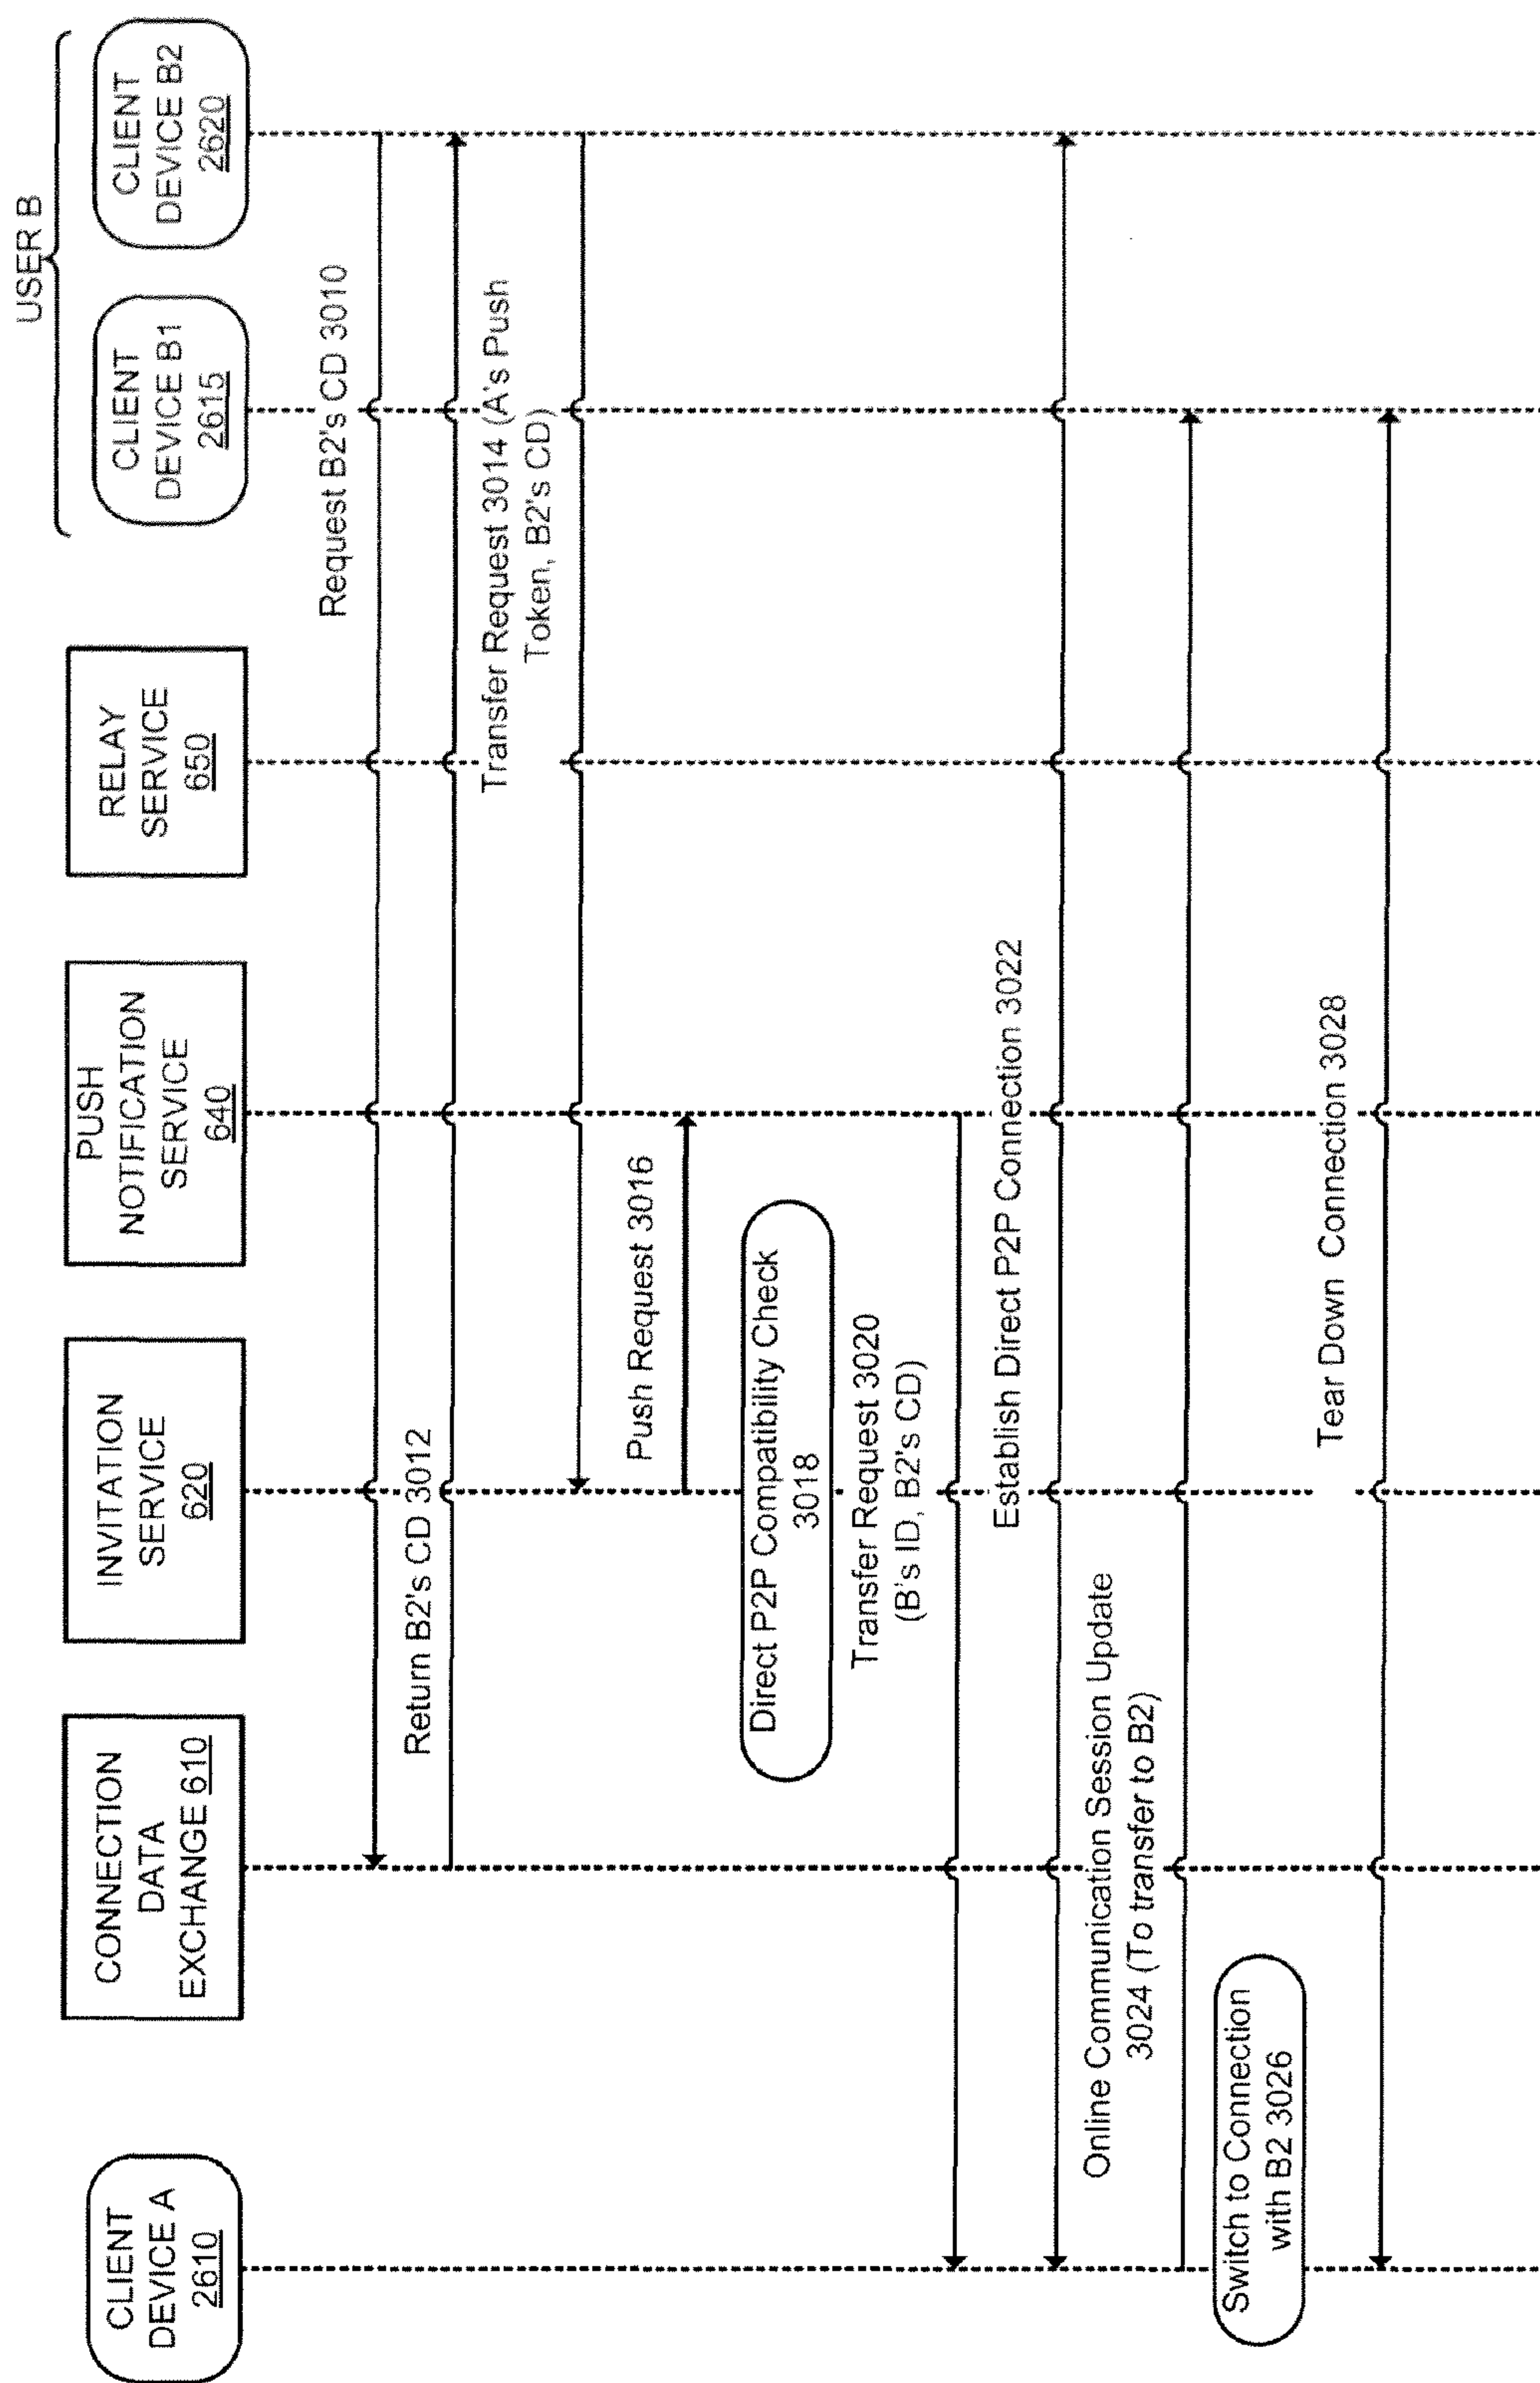 USER B
CLIENT
DEVICE A
2610
CONNECTION
DATA
EXCHANGE 610
INVITATION
SERVICE
620
PUSH
NOTIFICATION
SERVICE
640
RELAY
SERVICE
650
CLIENT
DEVICE B1
2615
CLIENT
DEVICE B2
2620
Request B2's CD 3010
Return B2's CD 3012
Transfer Request 3014 (A's Push
Token, B2's CD)
Push Request 3016
Direct P2P Compatibility Check
3018
Transfer Request 3020
(B's ID, B2's CD)
Establish Direct P2P Connection 3022
Online Communication Session Update
3024 (To transfer to B2)
Switch to Connection
with B2 3026
Tear Down Connection 3028